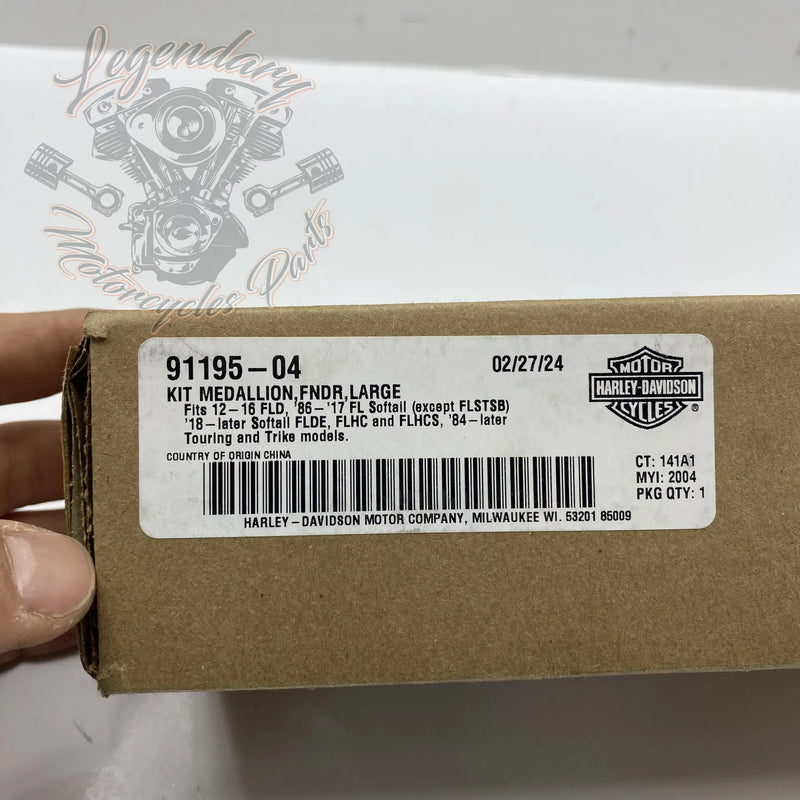 Legendary
Motorcycles Parts
91195-04
02/27/24
KIT MEDALLION,FNDR,LARGE
Fits 12-16 FLD, '86-'17 FL Softail (except FLSTSB)
'18-later Softail FLDE, FLHC and FLHCS, '84-later
Touring and Trike models.
COUNTRY OF ORIGIN CHINA
MOTOR
HARLEY-DAVIDSON
CYCLES
®
CT: 141A1
MYI: 2004
PKG QTY: 1
HARLEY-DAVIDSON MOTOR COMPANY, MILWAUKEE WI. 53201 85009